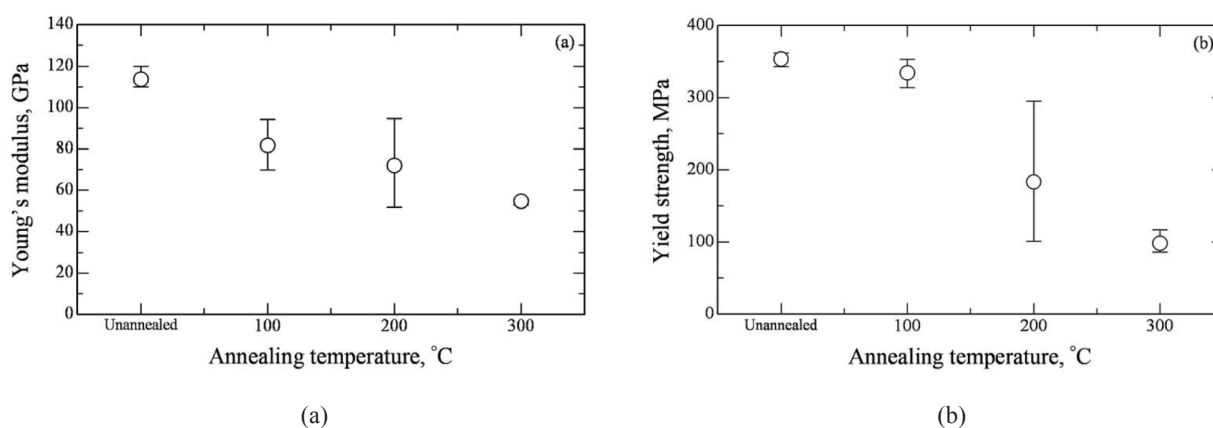 140
120
100
80
60
40
20
0
Young's modulus, GPa
(a)
Unannealed 100 200 300
Annealing temperature, °C
(a)
400
300
200
100
0
Yield strength, MPa
(b)
Unannealed 100 200 300
Annealing temperature, °C
(b)